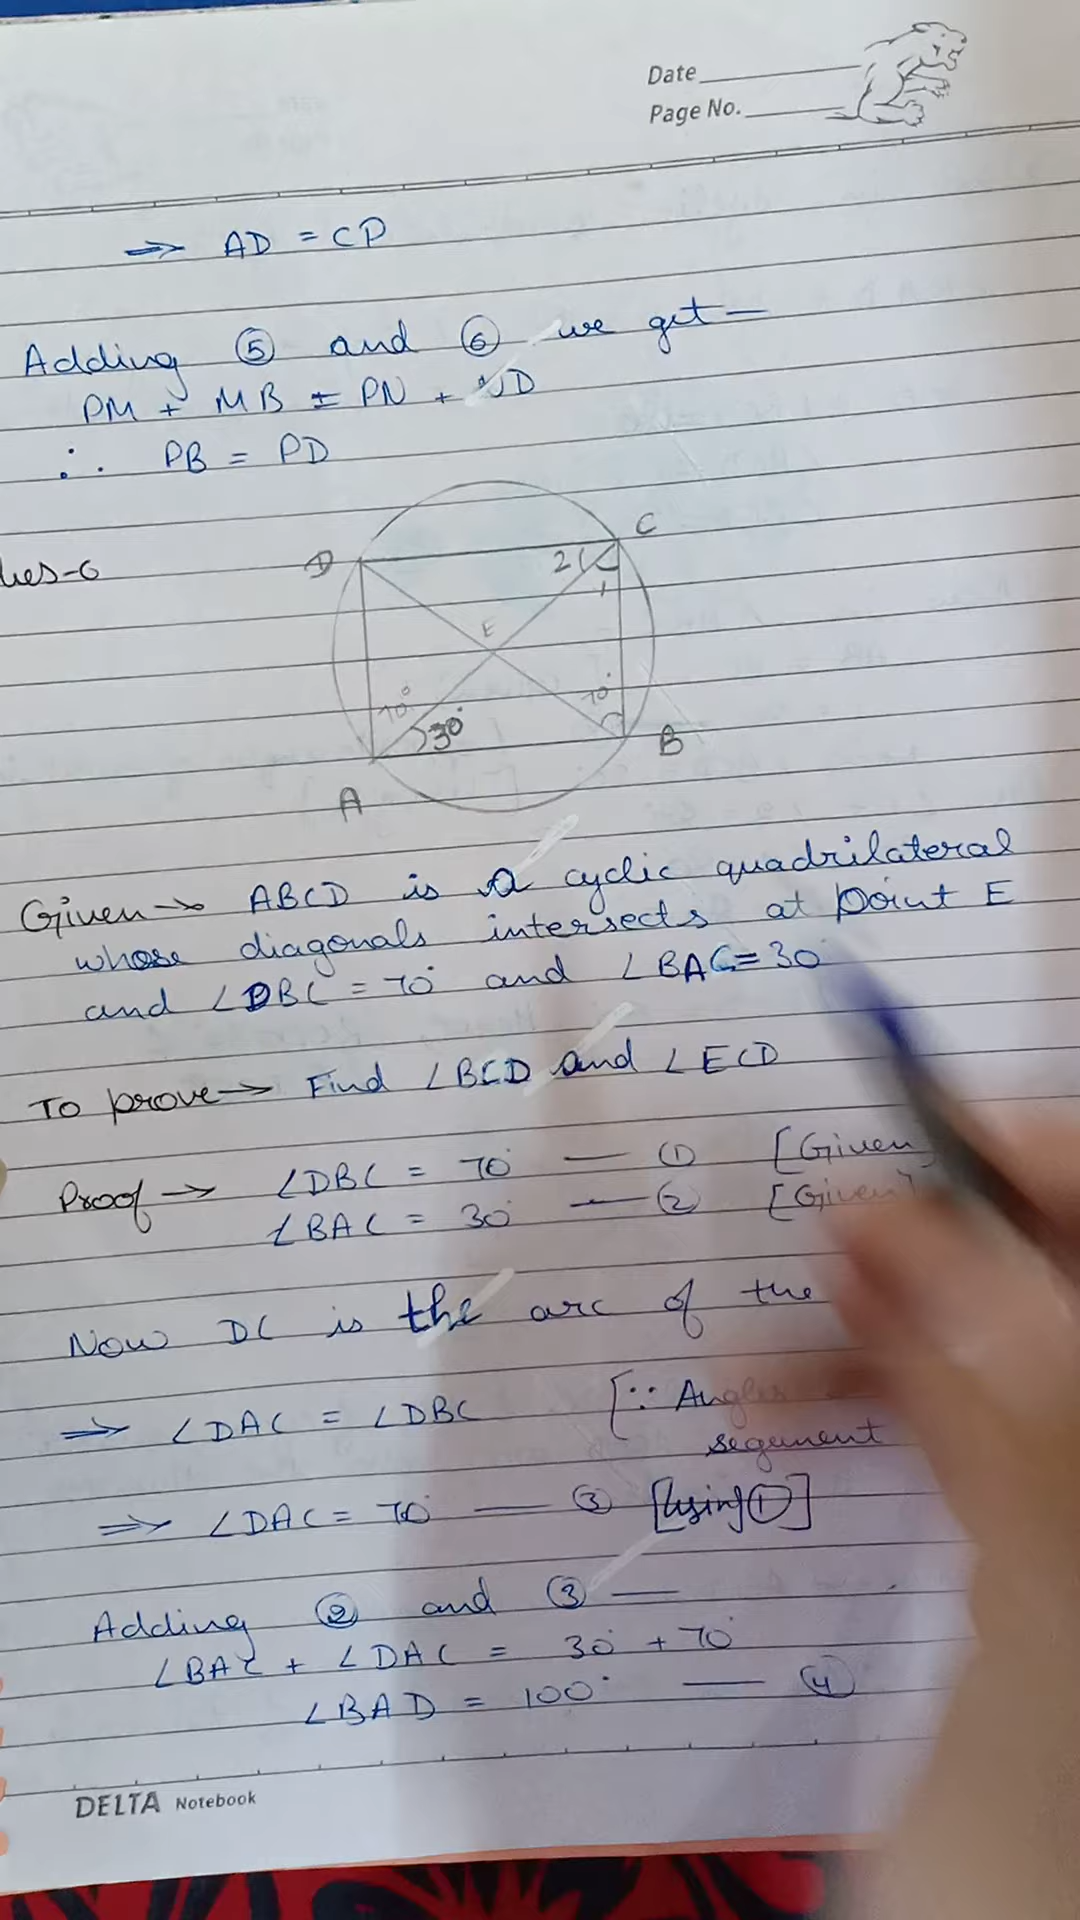 Date
Page No.
⇒ AD = CP
Adding ⑤ and ⑥ we get —
PM + MB = PN + ND
∴ PB = PD
D C
2 1
E
70° 70°
30°
B
A
Given → ABCD is a cyclic quadrilateral
whose diagonals intersects at point E
and ∠DBC = 70° and ∠BAC = 30°
To prove → Find ∠BCD and ∠ECD
Proof → ∠DBC = 70° — ① [Given]
∠BAC = 30° — ② [Given]
Now DC is the arc of the
⇒ ∠DAC = ∠DBC [∵ Angles
segement
⇒ ∠DAC = 70° — ③ [Using ①]
Adding ② and ③ —
∠BAC + ∠DAC = 30° + 70°
∠BAD = 100° — ④
DELTA Notebook